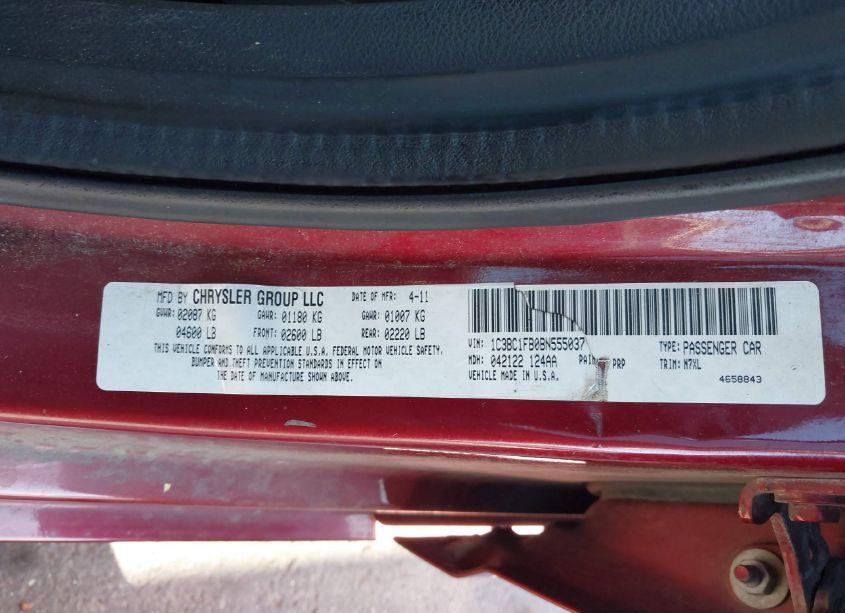 MFD BY CHRYSLER GROUP LLC DATE OF MFR: 4-11
GVWR: 02087 KG GAWR: 01180 KG GAWR: 01007 KG
04600 LB FRONT: 02600 LB REAR: 02220 LB
THIS VEHICLE CONFORMS TO ALL APPLICABLE U.S.A. FEDERAL MOTOR VEHICLE SAFETY,
BUMPER AND THEFT PREVENTION STANDARDS IN EFFECT ON
THE DATE OF MANUFACTURE SHOWN ABOVE.
VIN: 1C3BC1FB0BN555037 TYPE: PASSENGER CAR
MDH: 042122 124AA PRP TRIM: N7XL
VEHICLE MADE IN U.S.A. 4658843